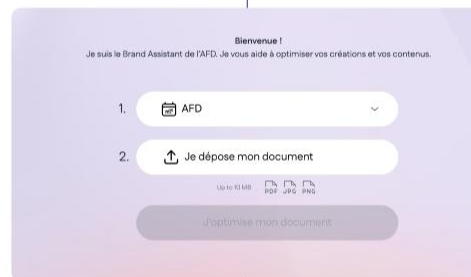 Bienvenue !
Je suis le Brand Assistant de l'AFD. Je vous aide à optimiser vos créations et vos contenus.
1. AFD
2. Je dépose mon document
Up to 10 MB PDF JPG PNG
J'optimise mon document